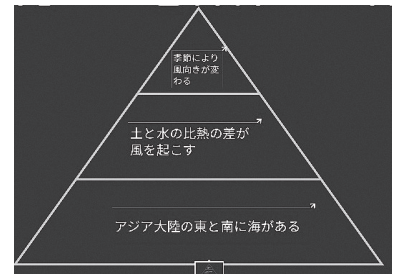 季節により
風向きが変
わる
土と水の比熱の差が
風を起こす
アジア大陸の東と南に海がある